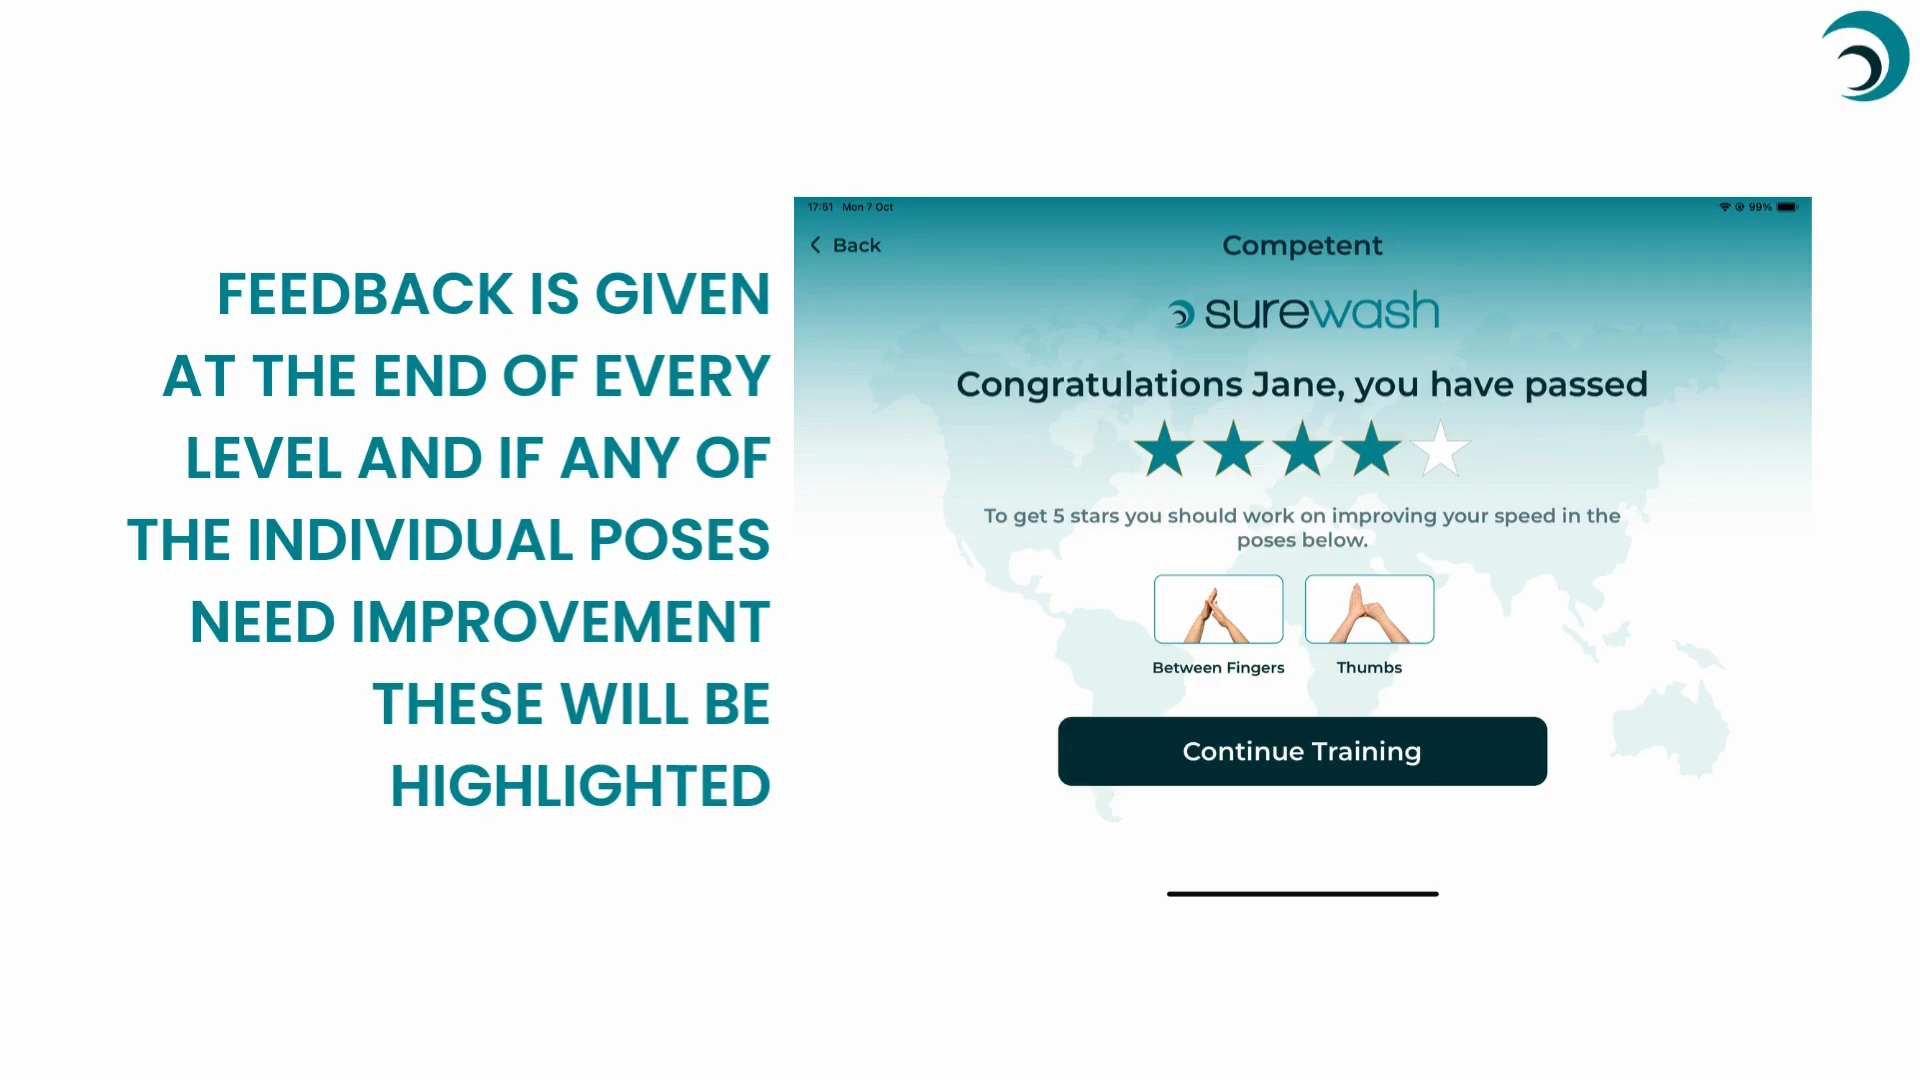 FEEDBACK IS GIVEN
AT THE END OF EVERY
LEVEL AND IF ANY OF
THE INDIVIDUAL POSES
NEED IMPROVEMENT
THESE WILL BE
HIGHLIGHTED
17:51 Mon 7 Oct
99%
Back
Competent
surewash
Congratulations Jane, you have passed
To get 5 stars you should work on improving your speed in the
poses below.
Between Fingers
Thumbs
Continue Training